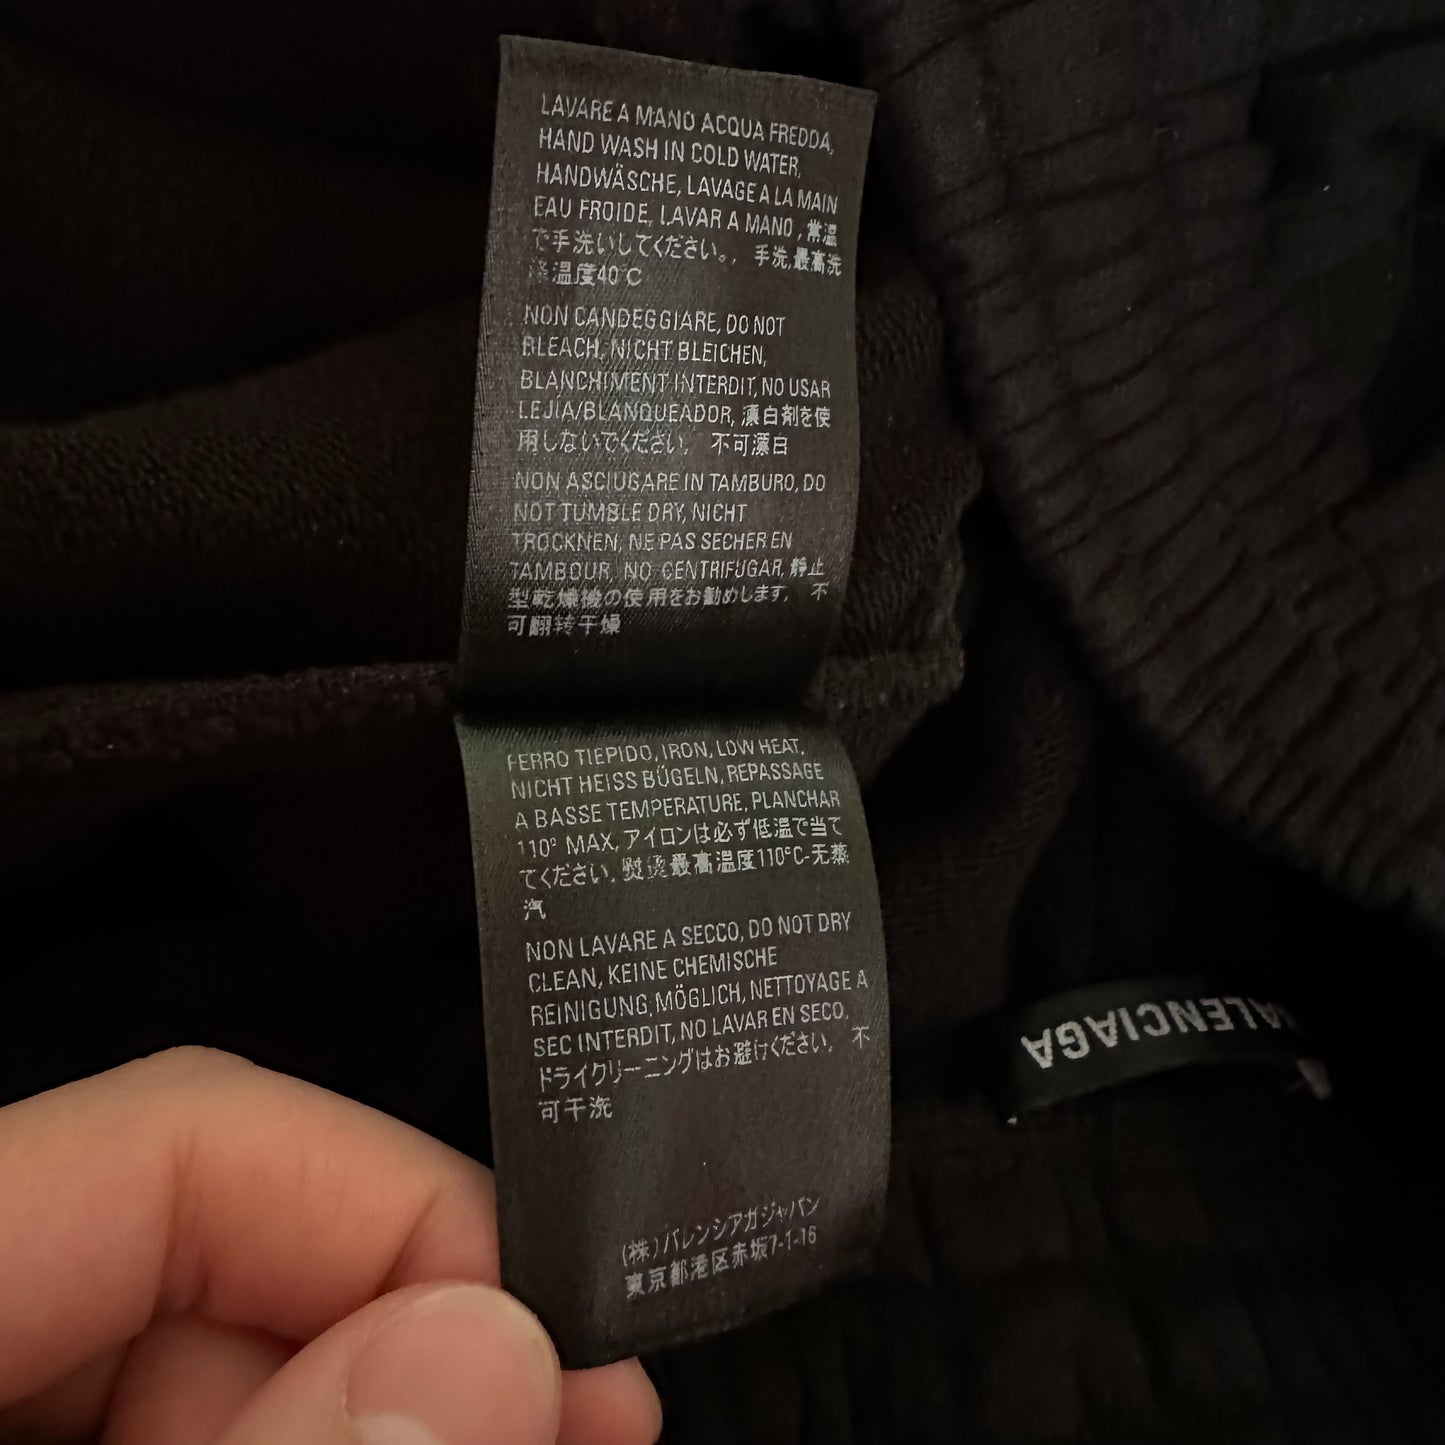 LAVARE A MANO ACQUA FREDDA,
HAND WASH IN COLD WATER,
HANDWÄSCHE, LAVAGE A LA MAIN
EAU FROIDE, LAVAR A MANO , 常温
で手洗いしてください。, 手洗,最高洗
涤温度40℃
NON CANDEGGIARE, DO NOT
BLEACH, NICHT BLEICHEN,
BLANCHIMENT INTERDIT, NO USAR
LEJIA/BLANQUEADOR, 漂白剤を使
用しないでください, 不可漂白
NON ASCIUGARE IN TAMBURO, DO
NOT TUMBLE DRY, NICHT
TROCKNEN, NE PAS SECHER EN
TAMBOUR, NO CENTRIFUGAR, 静止
型乾燥機の使用をお勧めします, 不
可翻转干燥
FERRO TIEPIDO, IRON, LOW HEAT,
NICHT HEISS BÜGELN, REPASSAGE
A BASSE TEMPERATURE, PLANCHAR
110° MAX, アイロンは必ず低温で当て
てください, 熨烫最高温度110°C-无蒸
汽
NON LAVARE A SECCO, DO NOT DRY
CLEAN, KEINE CHEMISCHE
REINIGUNG MÖGLICH, NETTOYAGE A
SEC INTERDIT, NO LAVAR EN SECO,
ドライクリーニングはお避けください, 不
可干洗
(株)バレンシアガジャパン
東京都港区赤坂7-1-16
BALENCIAGA